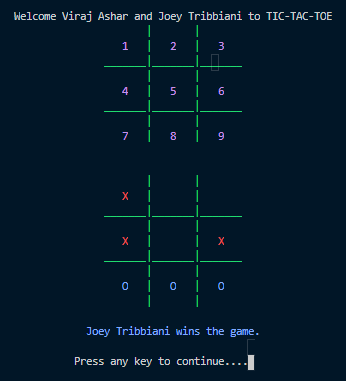 Welcome Viraj Ashar and Joey Tribbiani to TIC-TAC-TOE
1 2 3
4 5 6
7 8 9
X
X X
O O O
Joey Tribbiani wins the game.
Press any key to continue....